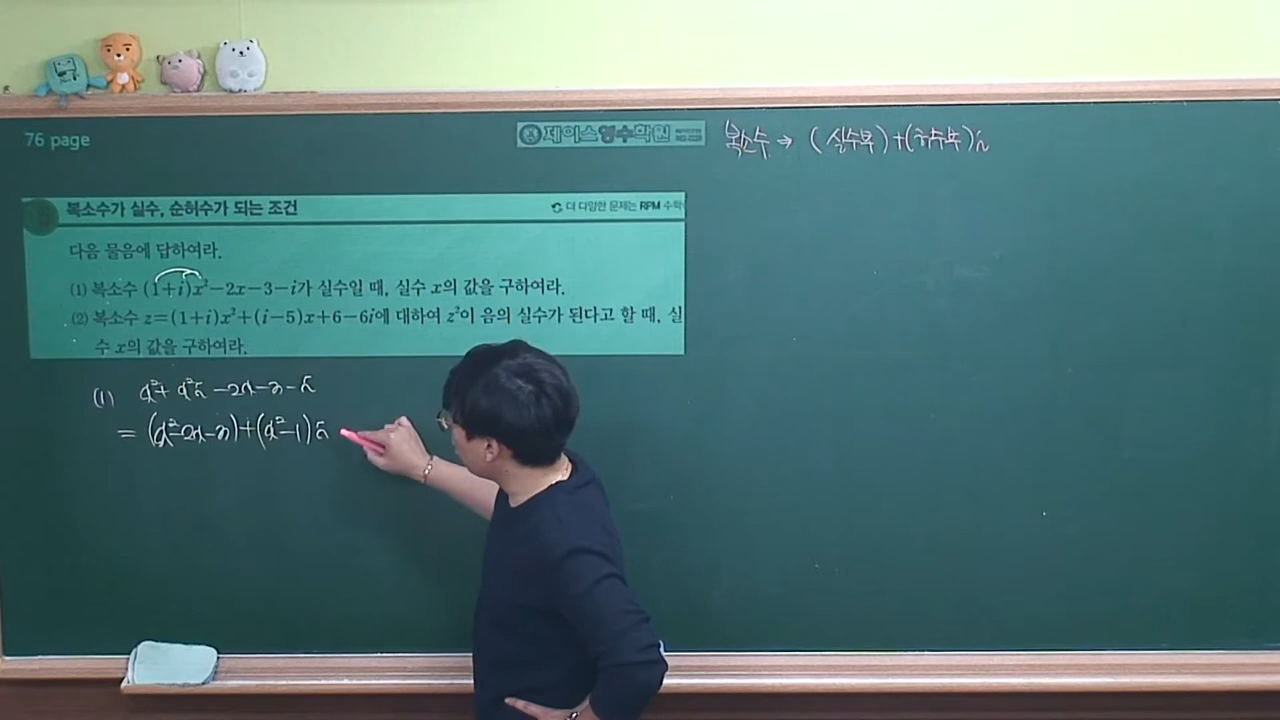 76 page
제이스영수학원
복소수 ⇒ (실수부)+(허수부)i
복소수가 실수, 순허수가 되는 조건
더 다양한 문제는 RPM 수학
다음 물음에 답하여라.
(1) 복소수 (1+i)x²-2x-3-i가 실수일 때, 실수 x의 값을 구하여라.
(2) 복소수 z=(1+i)x²+(i-5)x+6-6i에 대하여 z²이 음의 실수가 된다고 할 때, 실
수 x의 값을 구하여라.
(1) x²+x²i-2x-3-i
= (x²-2x-3)+(x²-1)i